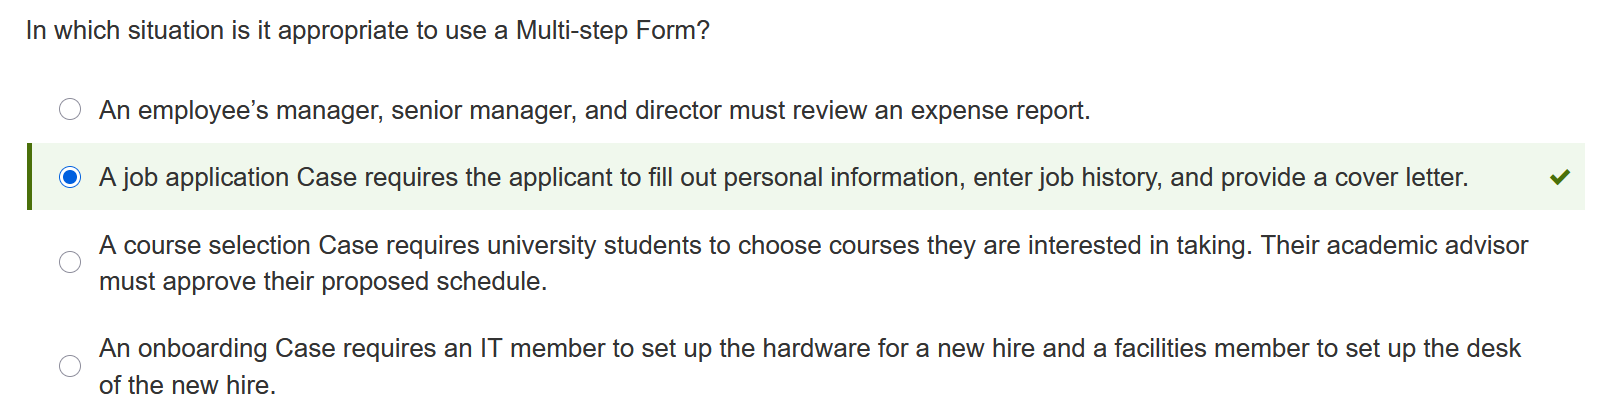 In which situation is it appropriate to use a Multi-step Form?
An employee’s manager, senior manager, and director must review an expense report.
A job application Case requires the applicant to fill out personal information, enter job history, and provide a cover letter.
A course selection Case requires university students to choose courses they are interested in taking. Their academic advisor
must approve their proposed schedule.
An onboarding Case requires an IT member to set up the hardware for a new hire and a facilities member to set up the desk
of the new hire.